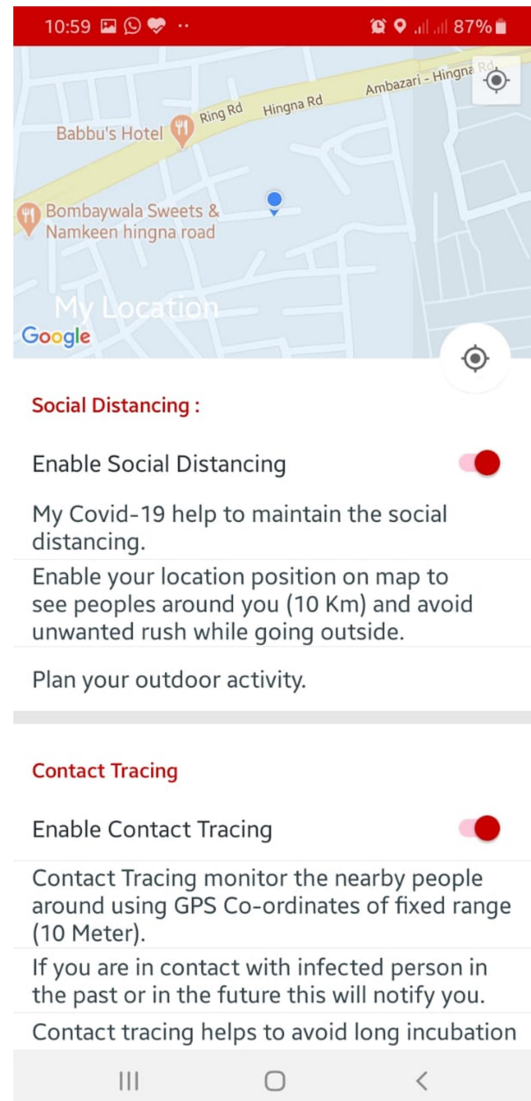 10:59
87%
Ambazari - Hingna Rd
Ring Rd
Hingna Rd
Babbu's Hotel
Bombaywala Sweets &
Namkeen hingna road
My Location
Google
Social Distancing :
Enable Social Distancing
My Covid-19 help to maintain the social
distancing.
Enable your location position on map to
see peoples around you (10 Km) and avoid
unwanted rush while going outside.
Plan your outdoor activity.
Contact Tracing
Enable Contact Tracing
Contact Tracing monitor the nearby people
around using GPS Co-ordinates of fixed range
(10 Meter).
If you are in contact with infected person in
the past or in the future this will notify you.
Contact tracing helps to avoid long incubation